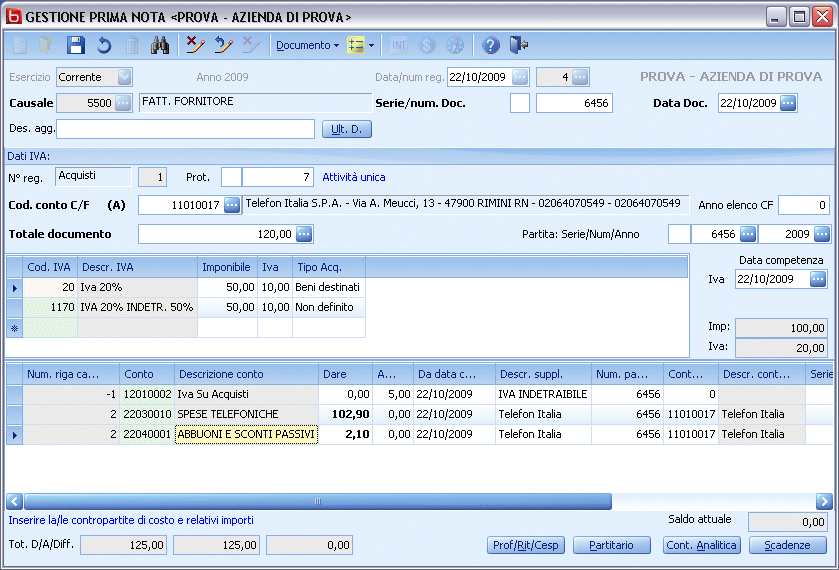 GESTIONE PRIMA NOTA <PROVA - AZIENDA DI PROVA>
Documento
INT
Esercizio Corrente Anno 2009 Data/num reg. 22/10/2009 4 PROVA - AZIENDA DI PROVA
Causale 5500 FATT. FORNITORE Serie/num. Doc. 6456 Data Doc. 22/10/2009
Des. agg. Ult. D.
Dati IVA:
N° reg. Acquisti 1 Prot. 7 Attività unica
Cod. conto C/F (A) 11010017 Telefon Italia S.P.A. - Via A. Meucci, 13 - 47900 RIMINI RN - 02064070549 - 02064070549 Anno elenco CF 0
Totale documento 120,00 Partita: Serie/Num/Anno 6456 2009
Cod. IVA Descr. IVA Imponibile Iva Tipo Acq.
20 Iva 20% 50,00 10,00 Beni destinati
1170 IVA 20% INDETR. 50% 50,00 10,00 Non definito
Data competenza
Iva 22/10/2009
Imp: 100,00
Iva: 20,00
Num. riga ca... Conto Descrizione conto Dare A... Da data c... Descr. suppl. Num. pa... Cont... Descr. cont... Serie
-1 12010002 Iva Su Acquisti 0,00 5,00 22/10/2009 IVA INDETRAIBILE 6456 0
2 22030010 SPESE TELEFONICHE 102,90 0,00 22/10/2009 Telefon Italia 6456 11010017 Telefon Italia
2 22040001 ABBUONI E SCONTI PASSIVI 2,10 0,00 22/10/2009 Telefon Italia 6456 11010017 Telefon Italia
Inserire la/le contropartite di costo e relativi importi Saldo attuale 0,00
Tot. D/A/Diff. 125,00 125,00 0,00 Prof/Rit/Cesp Partitario Cont. Analitica Scadenze